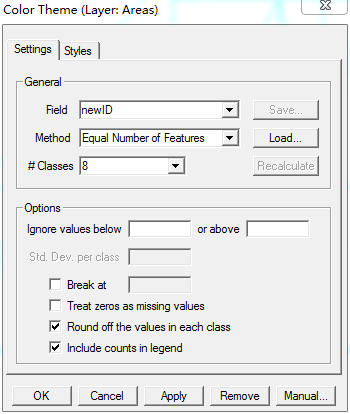 Color Theme (Layer: Areas)
Settings Styles
General
Field newID Save...
Method Equal Number of Features Load...
# Classes 8 Recalculate
Options
Ignore values below or above
Std. Dev. per class
Break at
Treat zeros as missing values
Round off the values in each class
Include counts in legend
OK Cancel Apply Remove Manual...